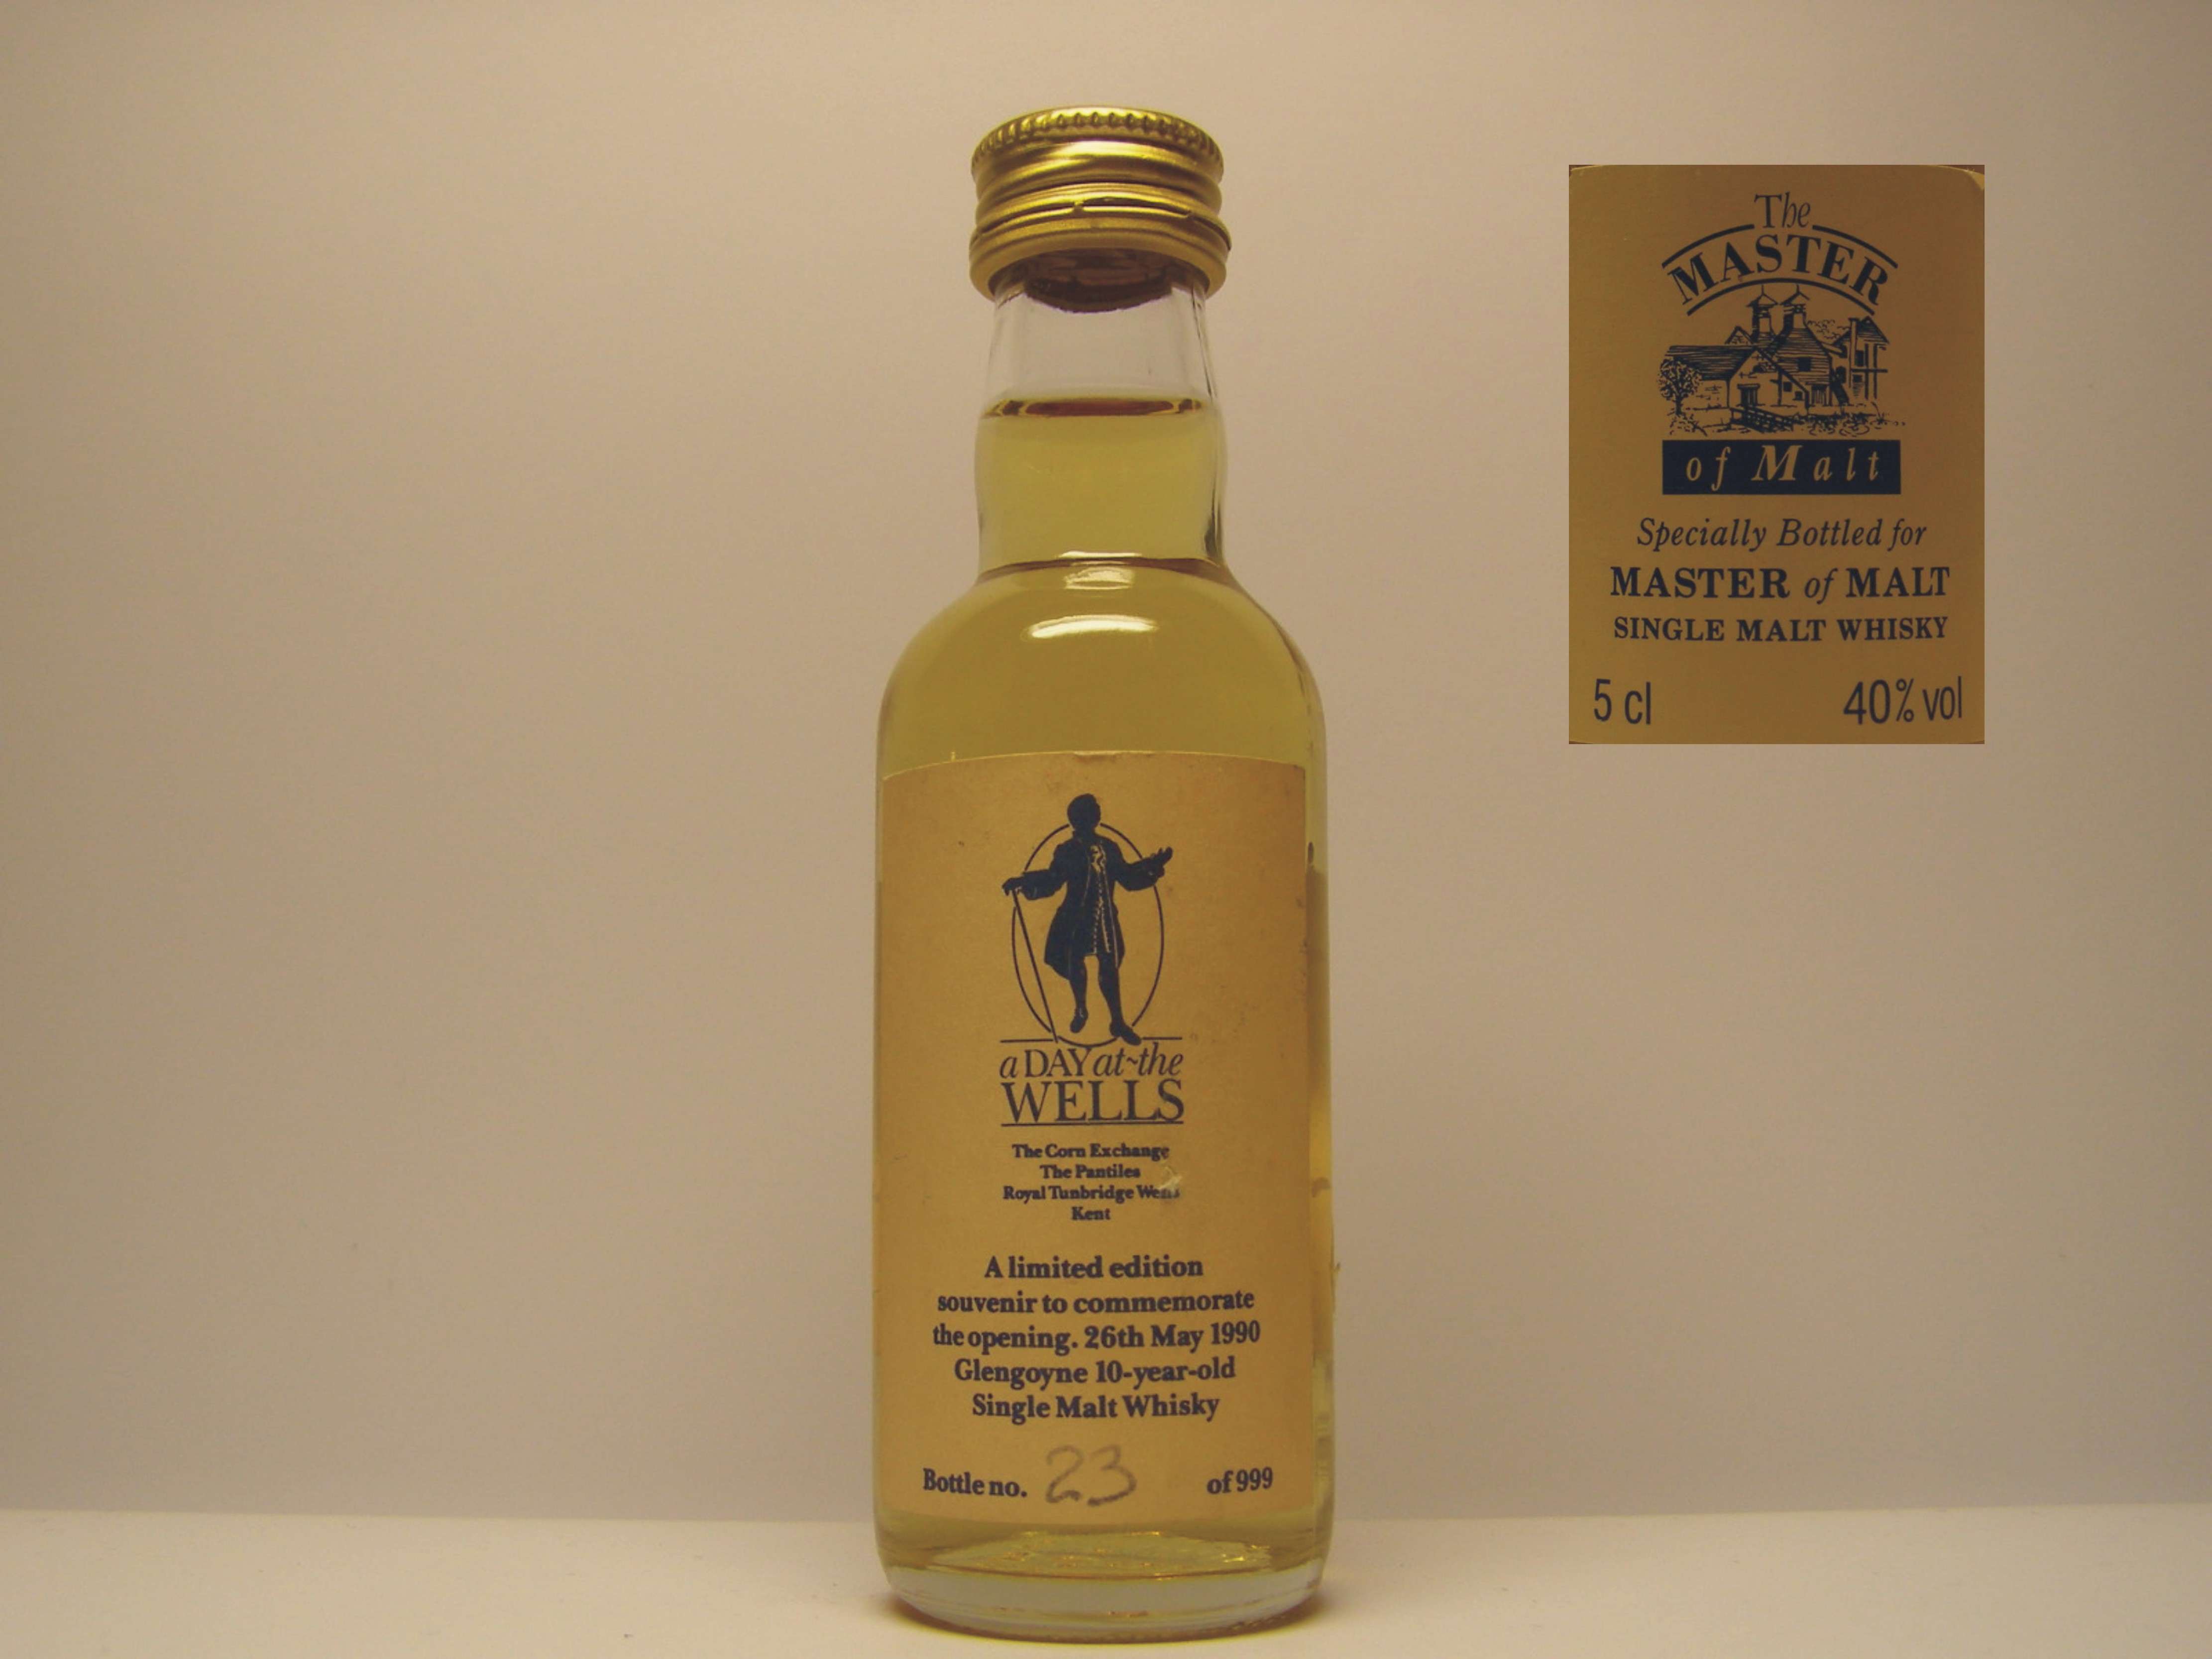 a DAY at~the
WELLS
The Corn Exchange
The Pantiles
Royal Tunbridge Wells
Kent
A limited edition
souvenir to commemorate
the opening. 26th May 1990
Glengoyne 10-year-old
Single Malt Whisky
Bottle no. 23 of 999
The
MASTER
of Malt
Specially Bottled for
MASTER of MALT
SINGLE MALT WHISKY
5 cl 40% vol